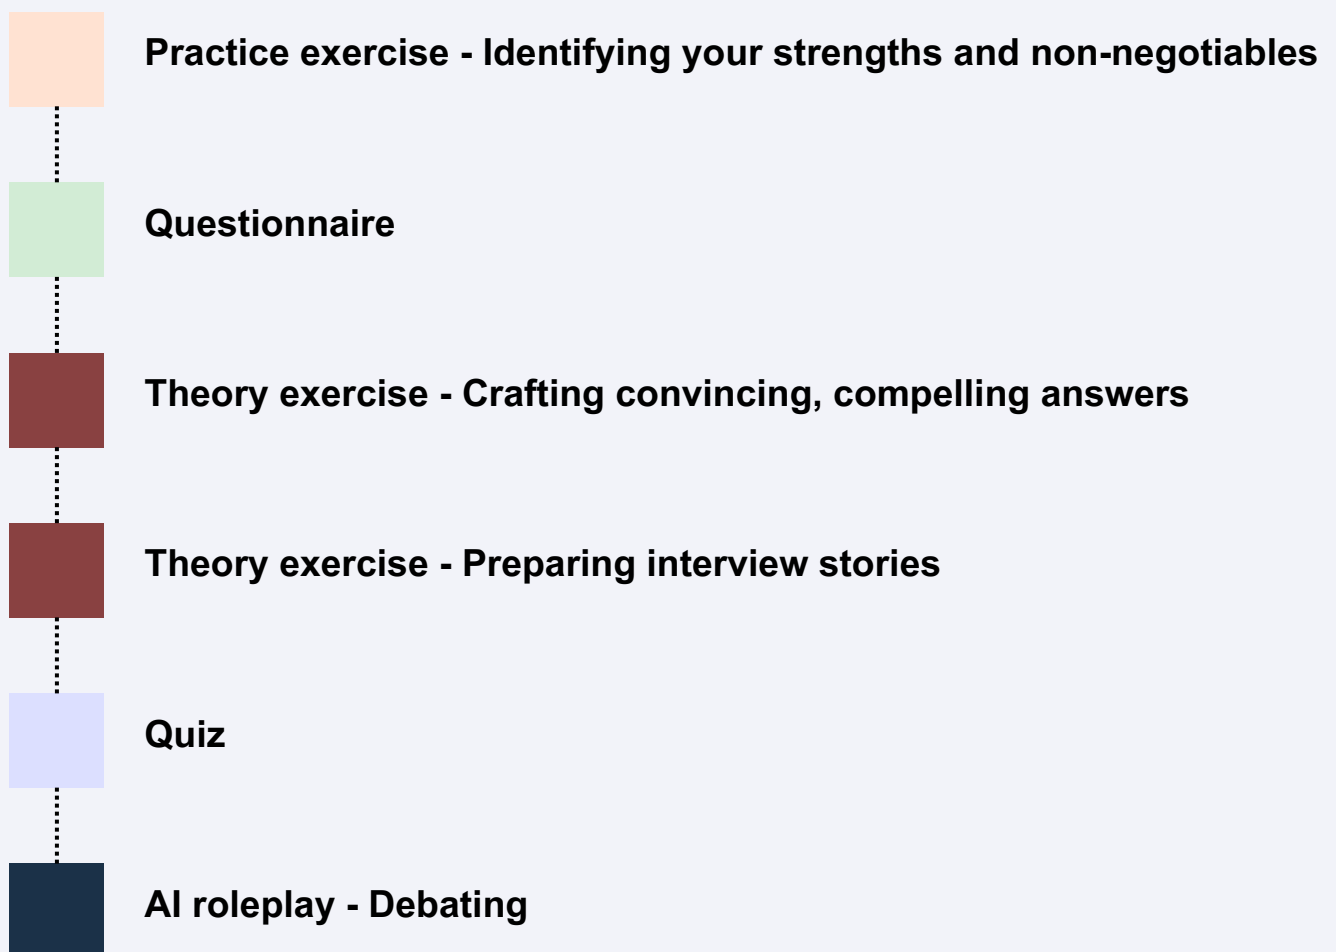 Practice exercise - Identifying your strengths and non-negotiables
Questionnaire
Theory exercise - Crafting convincing, compelling answers
Theory exercise - Preparing interview stories
Quiz
AI roleplay - Debating